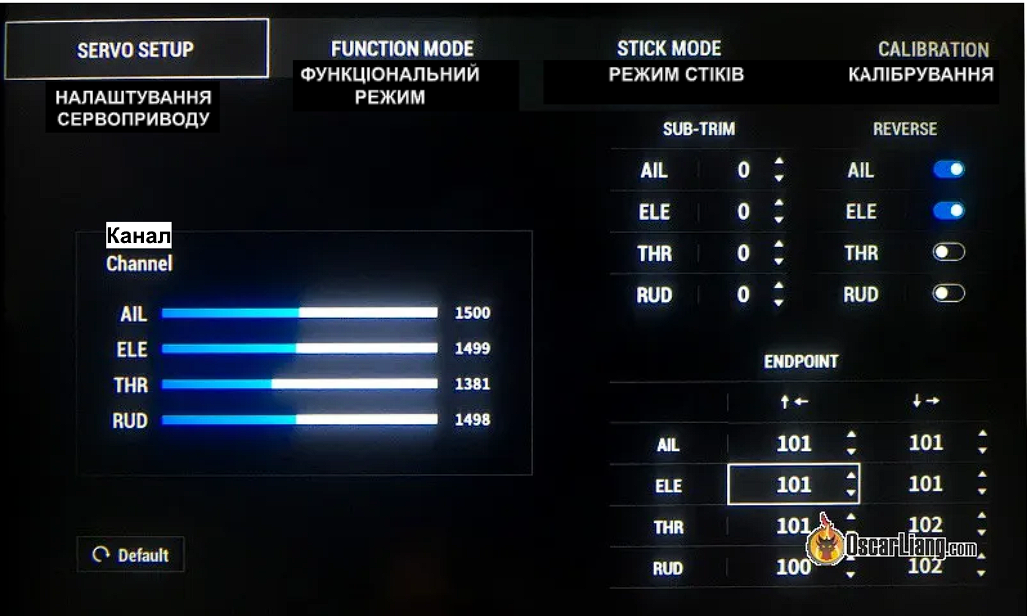 SERVO SETUP
FUNCTION MODE
STICK MODE
CALIBRATION
НАЛАШТУВАННЯ
СЕРВОПРИВОДУ
ФУНКЦІОНАЛЬНИЙ
РЕЖИМ
РЕЖИМ СТІКІВ
КАЛІБРУВАННЯ
Канал
Channel
AIL 1500
ELE 1499
THR 1381
RUD 1498
Default
SUB-TRIM
AIL 0
ELE 0
THR 0
RUD 0
REVERSE
AIL
ELE
THR
RUD
ENDPOINT
↑← ↓→
AIL 101 101
ELE 101 101
THR 101 102
RUD 100 102
OscarLiang.com